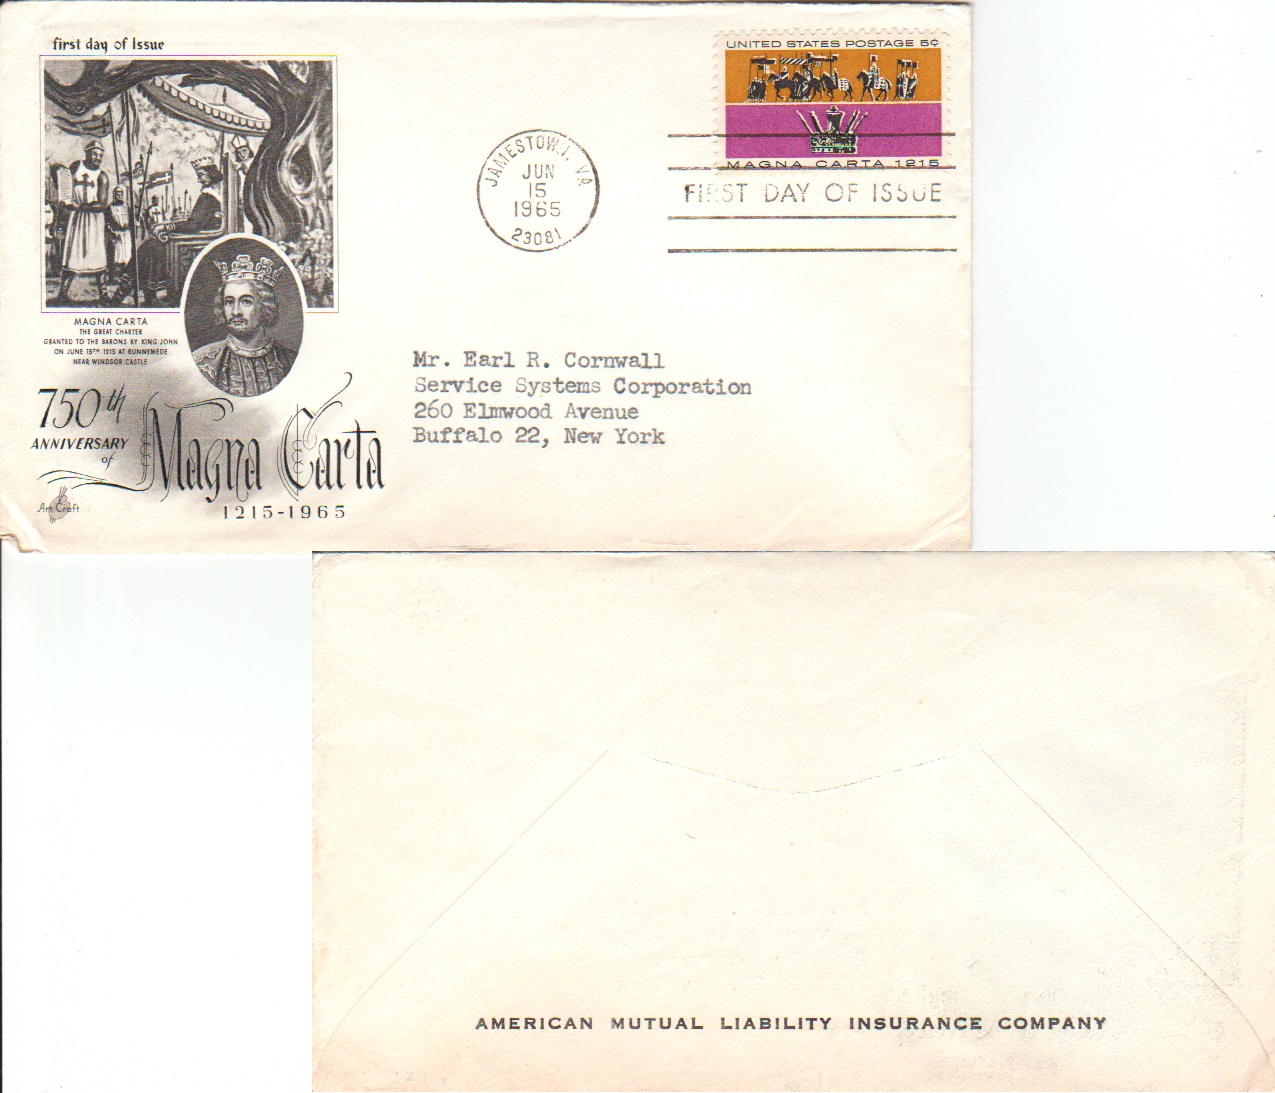 first day of Issue
UNITED STATES POSTAGE 5¢
MAGNA CARTA 1215
JAMESTOWN, VA
JUN
15
1965
23081
FIRST DAY OF ISSUE
MAGNA CARTA
THE GREAT CHARTER
GRANTED TO THE BARONS BY KING JOHN
ON JUNE 15TH 1215 AT RUNNYMEDE
NEAR WINDSOR CASTLE
Mr. Earl R. Cornwall
Service Systems Corporation
260 Elmwood Avenue
Buffalo 22, New York
750th
ANNIVERSARY
of
Magna Carta
1215-1965
Art Craft
AMERICAN MUTUAL LIABILITY INSURANCE COMPANY